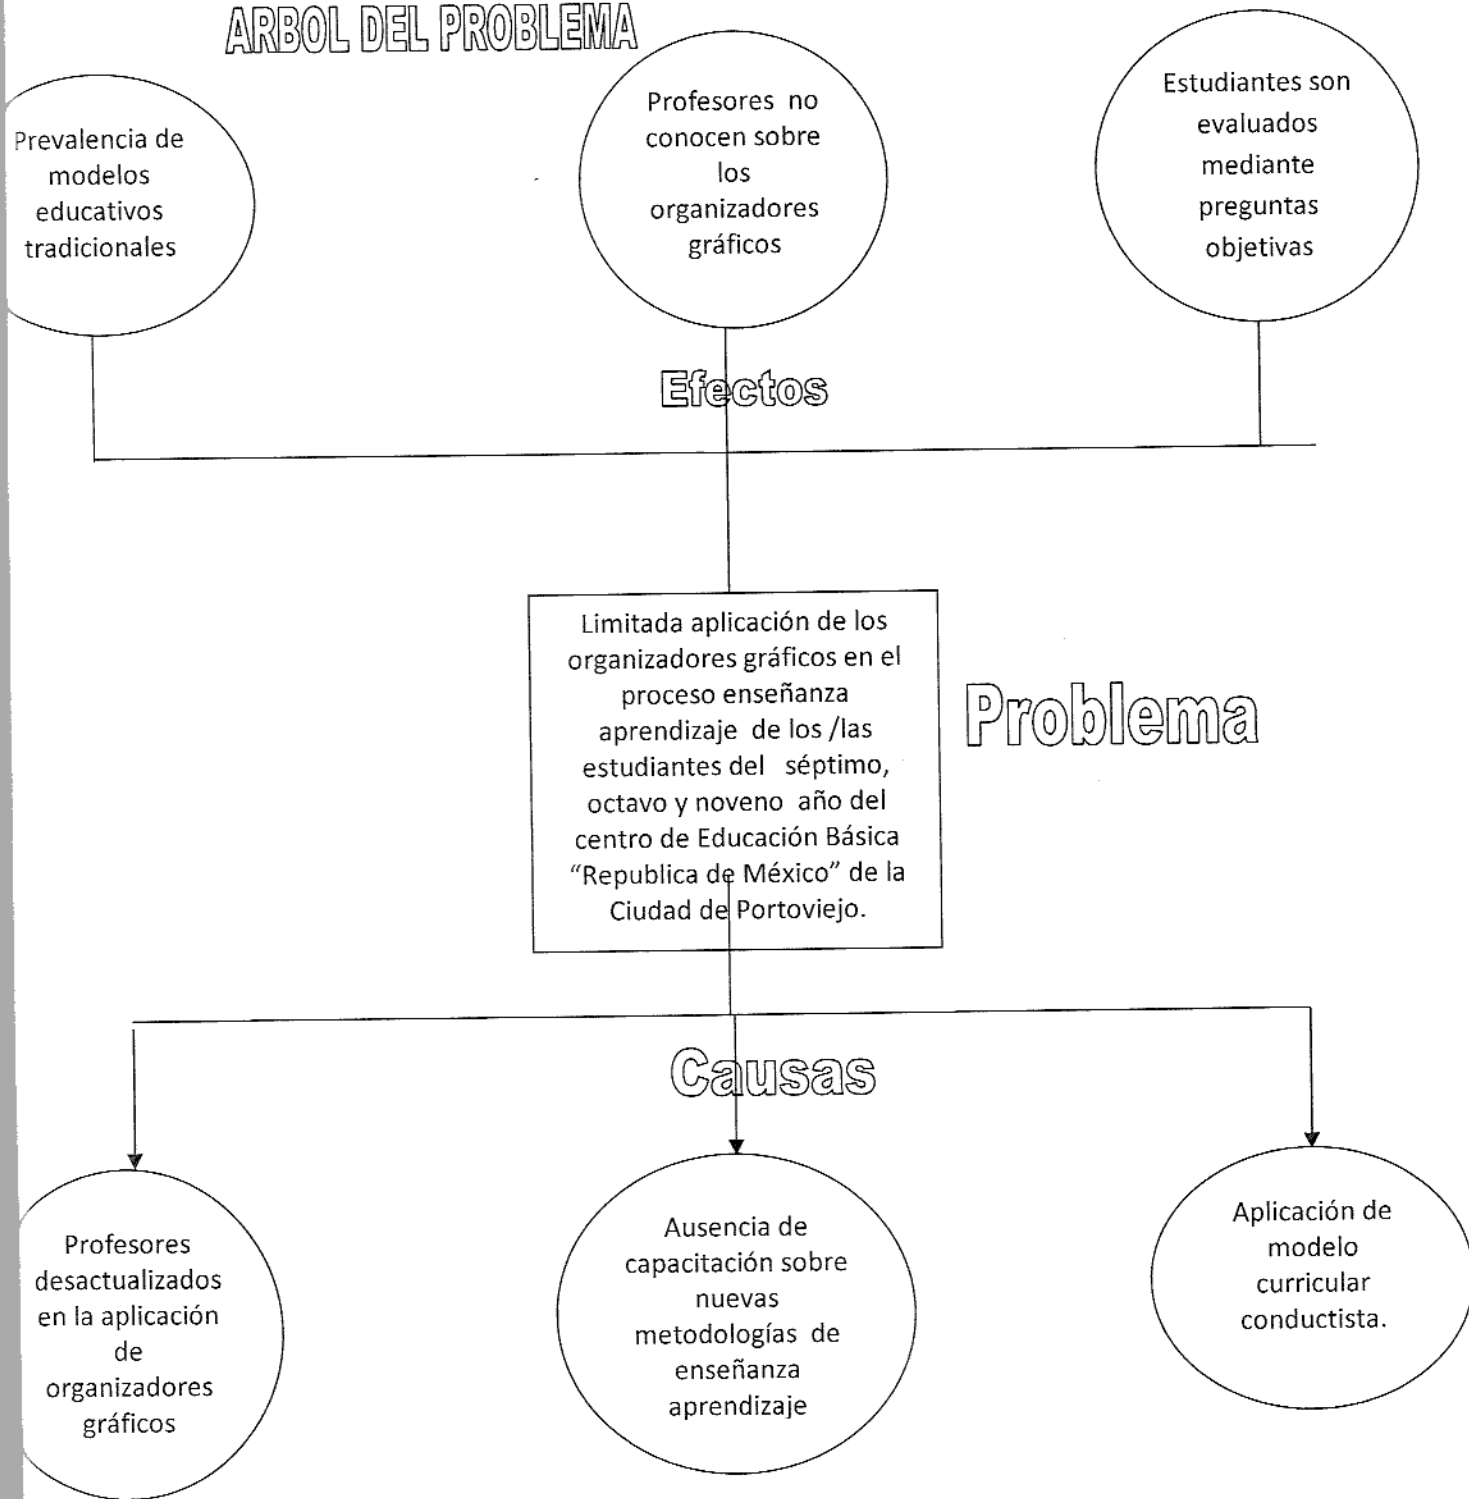 ARBOL DEL PROBLEMA
Prevalencia de
modelos
educativos
tradicionales
Profesores no
conocen sobre
los
organizadores
gráficos
Estudiantes son
evaluados
mediante
preguntas
objetivas
Efectos
Limitada aplicación de los
organizadores gráficos en el
proceso enseñanza
aprendizaje de los /las
estudiantes del séptimo,
octavo y noveno año del
centro de Educación Básica
“Republica de México” de la
Ciudad de Portoviejo.
Problema
Causas
Profesores
desactualizados
en la aplicación
de
organizadores
gráficos
Ausencia de
capacitación sobre
nuevas
metodologías de
enseñanza
aprendizaje
Aplicación de
modelo
curricular
conductista.